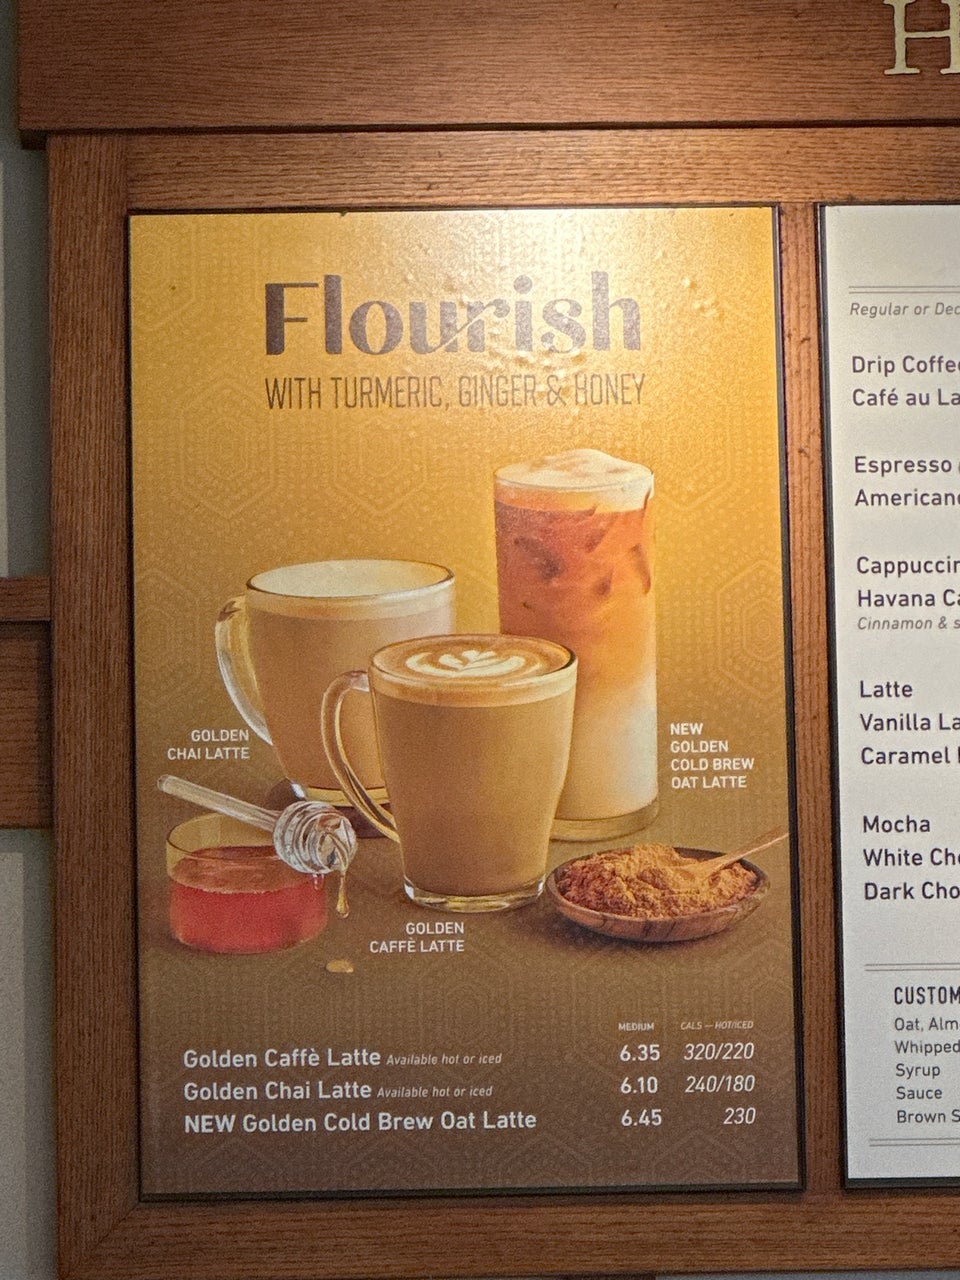 H
Flourish
WITH TURMERIC, GINGER & HONEY
GOLDEN
CHAI LATTE
NEW
GOLDEN
COLD BREW
OAT LATTE
GOLDEN
CAFFÈ LATTE
MEDIUM CALS — HOT/ICED
Golden Caffè Latte Available hot or iced 6.35 320/220
Golden Chai Latte Available hot or iced 6.10 240/180
NEW Golden Cold Brew Oat Latte 6.45 230
Regular or Dec
Drip Coffee
Café au La
Espresso
Americano
Cappuccin
Havana Ca
Cinnamon & s
Latte
Vanilla La
Caramel
Mocha
White Cho
Dark Cho
CUSTOM
Oat, Alm
Whipped
Syrup
Sauce
Brown S